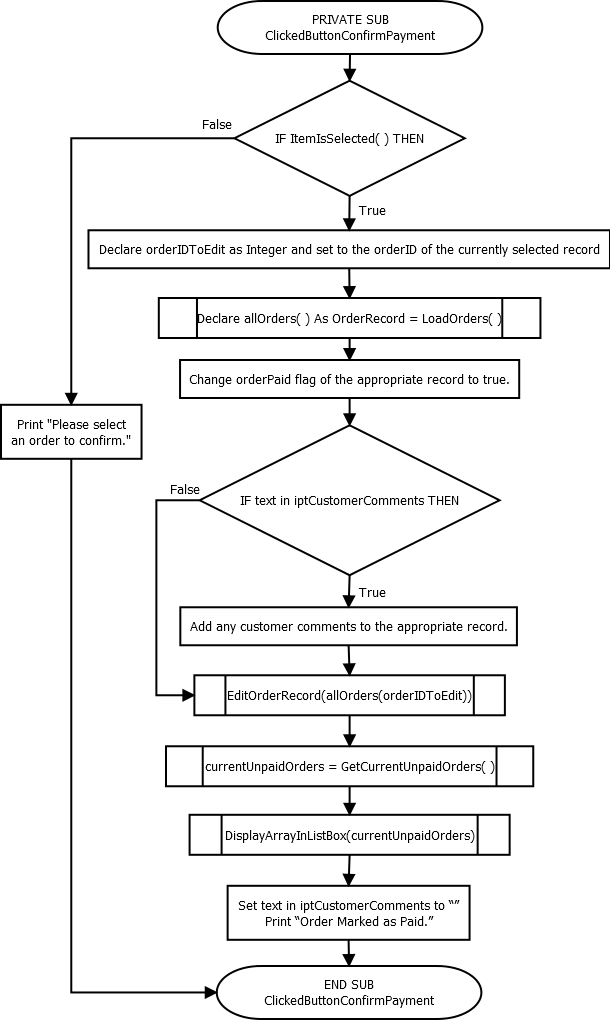 PRIVATE SUB
ClickedButtonConfirmPayment
False
IF ItemIsSelected( ) THEN
True
Declare orderIDToEdit as Integer and set to the orderID of the currently selected record
Declare allOrders( ) As OrderRecord = LoadOrders( )
Change orderPaid flag of the appropriate record to true.
Print "Please select
an order to confirm."
False
IF text in iptCustomerComments THEN
True
Add any customer comments to the appropriate record.
EditOrderRecord(allOrders(orderIDToEdit))
currentUnpaidOrders = GetCurrentUnpaidOrders( )
DisplayArrayInListBox(currentUnpaidOrders)
Set text in iptCustomerComments to “”
Print “Order Marked as Paid.”
END SUB
ClickedButtonConfirmPayment